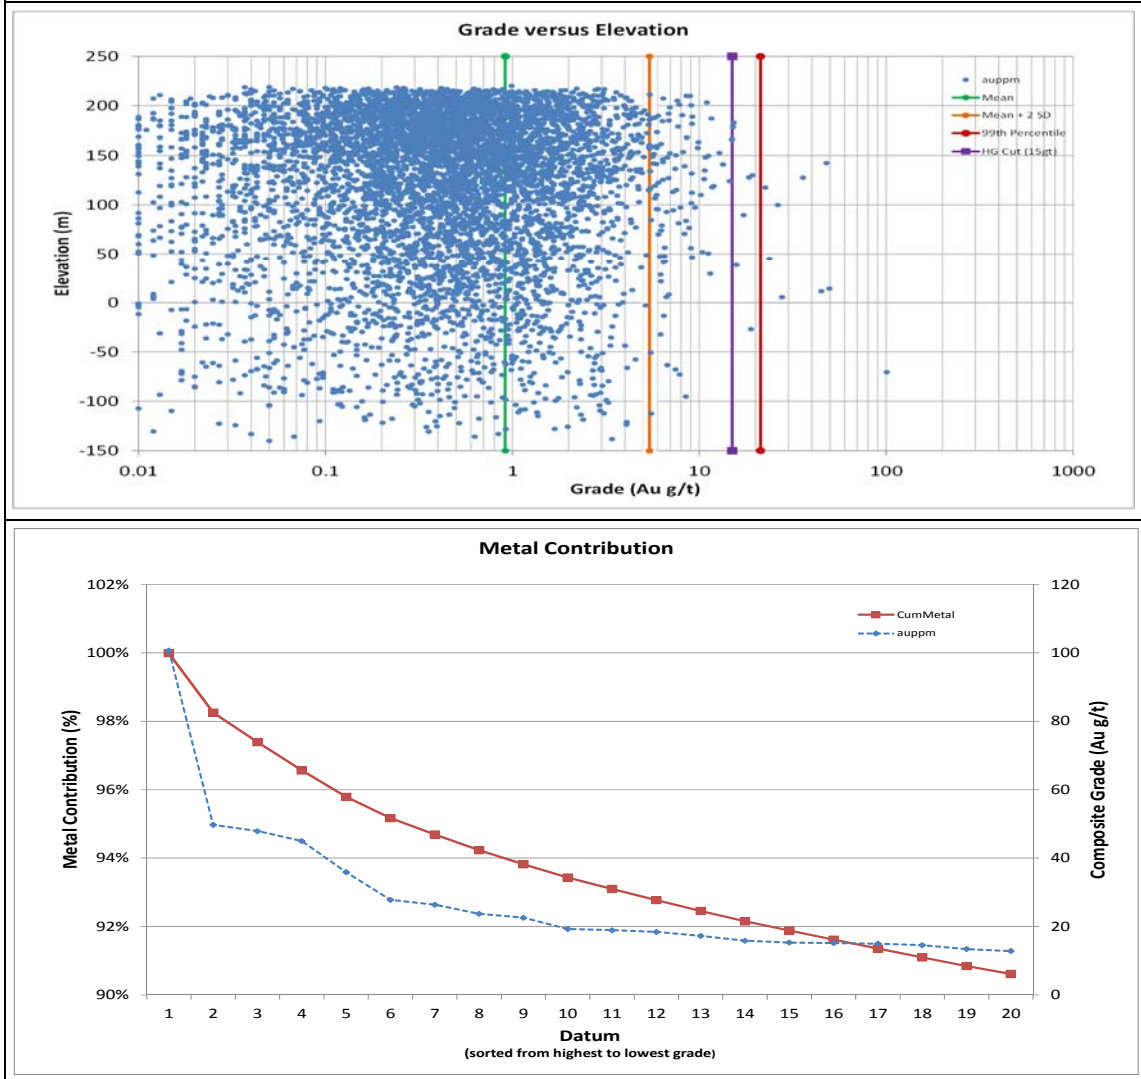 Grade versus Elevation
250
200
150
100
50
0
-50
-100
-150
Elevation (m)
0.01 0.1 1 10 100 1000
Grade (Au g/t)
auppm
Mean
Mean + 2 SD
99th Percentile
HG Cut (15gt)
Metal Contribution
102%
100%
98%
96%
94%
92%
90%
Metal Contribution (%)
CumMetal
auppm
120
100
80
60
40
20
0
Composite Grade (Au g/t)
1 2 3 4 5 6 7 8 9 10 11 12 13 14 15 16 17 18 19 20
Datum
(sorted from highest to lowest grade)